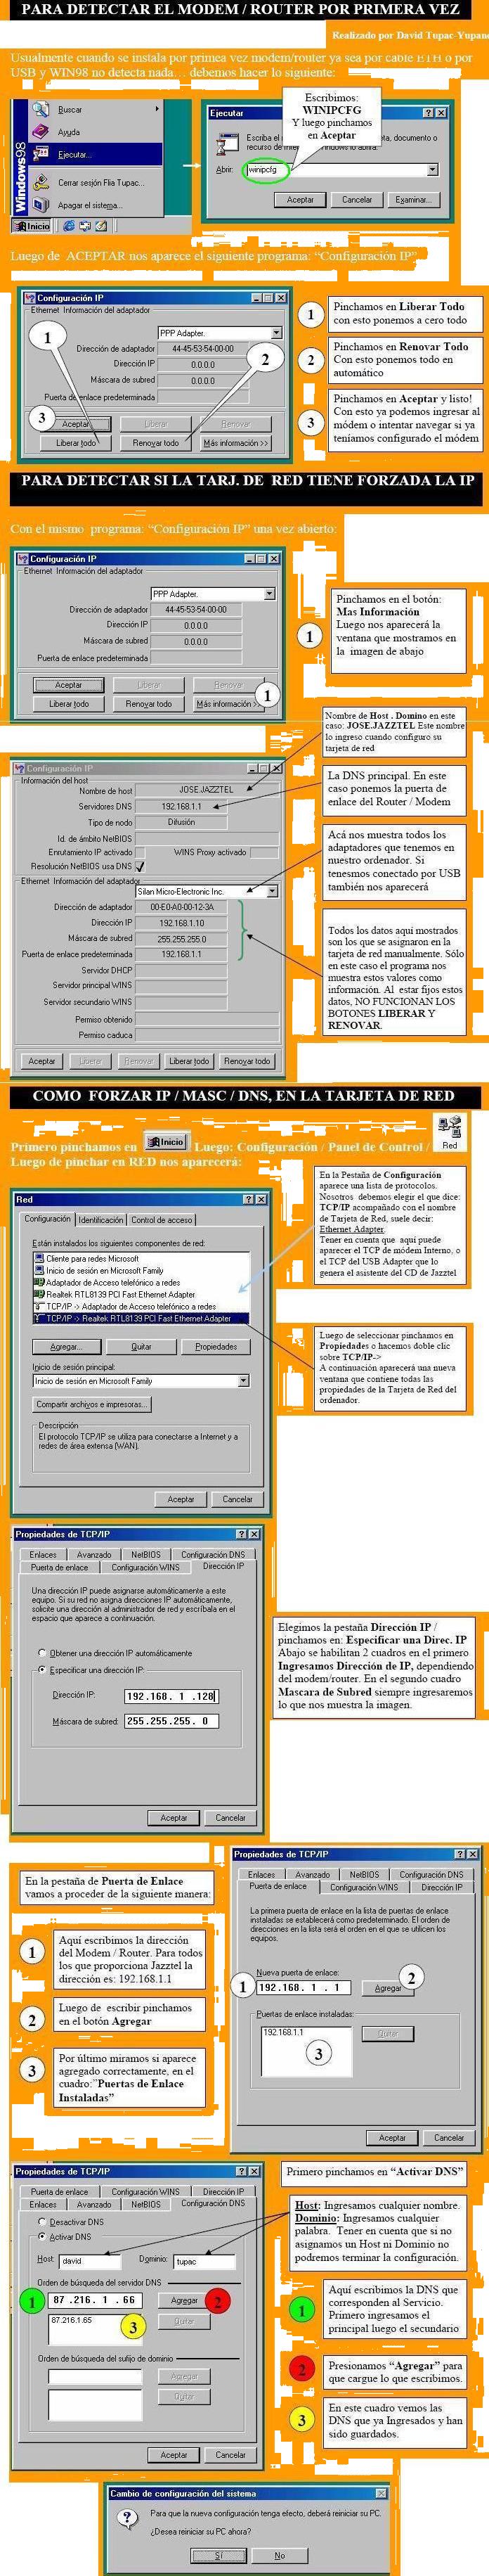 PARA DETECTAR EL MODEM / ROUTER POR PRIMERA VEZ
Realizado por David Tupac-Yupanq
Usualmente cuando se instala por primea vez modem/router ya sea por cable ETH o por
USB y WIN98 no detecta nada… debemos hacer lo siguiente:
Windows98
Buscar
Ayuda
Ejecutar...
Cerrar sesjón Flia Tupac...
Apagar el sistema...
Inicio
Ejecutar
Escribimos:
WINIPCFG
Y luego pinchamos
en Aceptar
Escriba el
ta, documento o
recurso de
Windows lo abrirá.
Abrir:
winipcfg
Aceptar
Cancelar
Examinar...
Luego de ACEPTAR nos aparece el siguiente programa: “Configuración IP”
Configuración IP
Ethernet Información del adaptador
PPP Adapter.
Dirección de adaptador 44-45-53-54-00-00
Dirección IP 0.0.0.0
Máscara de subred 0.0.0.0
Puerta de enlace predeterminada
Aceptar
Liberar
Renovar
Liberar todo
Renovar todo
Más información >>
1
2
3
1
Pinchamos en Liberar Todo
con esto ponemos a cero todo
2
Pinchamos en Renovar Todo
Con esto ponemos todo en
automático
3
Pinchamos en Aceptar y listo!
Con esto ya podemos ingresar al
módem o intentar navegar si ya
teníamos configurado el módem
PARA DETECTAR SI LA TARJ. DE RED TIENE FORZADA LA IP
Con el mismo programa: “Configuración IP” una vez abierto:
Configuración IP
Ethernet Información del adaptador
PPP Adapter.
Dirección de adaptador 44-45-53-54-00-00
Dirección IP 0.0.0.0
Máscara de subred 0.0.0.0
Puerta de enlace predeterminada
Aceptar
Liberar
Renovar
Liberar todo
Renovar todo
Más información >>
1
1
Pinchamos en el botón:
Mas Información
Luego nos aparecerá la
ventana que mostramos en
la imagen de abajo
Configuración IP
Información del host
Nombre de host JOSE.JAZZTEL
Servidores DNS 192.168.1.1
Tipo de nodo Difusión
Id. de ámbito NetBIOS
Enrutamiento IP activado
WINS Proxy activado
Resolución NetBIOS usa DNS
Ethernet Información del adaptador
Silan Micro-Electronic Inc.
Dirección de adaptador 00-E0-A0-00-12-3A
Dirección IP 192.168.1.10
Máscara de subred 255.255.255.0
Puerta de enlace predeterminada 192.168.1.1
Servidor DHCP
Servidor principal WINS
Servidor secundario WINS
Permiso obtenido
Permiso caduca
Aceptar
Liberar
Renovar
Liberar todo
Renovar todo
Nombre de Host . Domino en este
caso: JOSE.JAZZTEL Este nombre
lo ingreso cuando configuro su
tarjeta de red
La DNS principal. En este
caso ponemos la puerta de
enlace del Router / Modem
Acá nos muestra todos los
adaptadores que tenemos en
nuestro ordenador. Si
tenesmos conectado por USB
también nos aparecerá
Todos los datos aquí mostrados
son los que se asignaron en la
tarjeta de red manualmente. Sólo
en este caso el programa nos
muestra estos valores como
información. Al estar fijos estos
datos, NO FUNCIONAN LOS
BOTONES LIBERAR Y
RENOVAR.
COMO FORZAR IP / MASC / DNS, EN LA TARJETA DE RED
Primero pinchamos en Inicio Luego: Configuración / Panel de Control / Red
Luego de pinchar en RED nos aparecerá:
Red
Configuración
Identificación
Control de acceso
Están instalados los siguientes componentes de red:
Cliente para redes Microsoft
Inicio de sesión en Microsoft Family
Adaptador de Acceso telefónico a redes
Realtek RTL8139 PCI Fast Ethernet Adapter
TCP/IP -> Adaptador de Acceso telefónico a redes
TCP/IP -> Realtek RTL8139 PCI Fast Ethernet Adapter
Agregar...
Quitar
Propiedades
Inicio de sesión principal:
Inicio de sesión en Microsoft Family
Compartir archivos e impresoras...
Descripción
El protocolo TCP/IP se utiliza para conectarse a Internet y a
redes de área extensa (WAN).
Aceptar
Cancelar
En la Pestaña de Configuración
aparece una lista de protocolos.
Nosotros debemos elegir el que dice:
TCP/IP acompañado con el nombre
de Tarjeta de Red, suele decir:
Ethernet Adapter.
Tener en cuenta que aquí puede
aparecer el TCP de módem Interno, o
el TCP del USB Adapter que lo
genera el asistente del CD de Jazztel
Luego de seleccionar pinchamos en
Propiedades o hacemos doble clic
sobre TCP/IP->
A continuación aparecerá una nueva
ventana que contiene todas las
propiedades de la Tarjeta de Red del
ordenador.
Propiedades de TCP/IP
Enlaces
Avanzado
NetBIOS
Configuración DNS
Puerta de enlace
Configuración WINS
Dirección IP
Una dirección IP puede asignarse automáticamente a este
equipo. Si su red no asigna direcciones IP automáticamente,
solicite una dirección al administrador de red y escríbala en el
espacio que aparece a continuación.
Obtener una dirección IP automáticamente
Especificar una dirección IP:
Dirección IP: 192.168. 1 .128
Máscara de subred: 255.255.255. 0
Aceptar
Cancelar
Elegimos la pestaña Dirección IP /
pinchamos en: Especificar una Direc. IP
Abajo se habilitan 2 cuadros en el primero
Ingresamos Dirección de IP, dependiendo
del modem/router. En el segundo cuadro
Mascara de Subred siempre ingresaremos
lo que nos muestra la imagen.
En la pestaña de Puerta de Enlace
vamos a proceder de la siguiente manera:
1
Aquí escribimos la dirección
del Modem / Router. Para todos
los que proporciona Jazztel la
dirección es: 192.168.1.1
2
Luego de escribir pinchamos
en el botón Agregar
3
Por último miramos si aparece
agregado correctamente, en el
cuadro:”Puertas de Enlace
Instaladas”
Propiedades de TCP/IP
Enlaces
Avanzado
NetBIOS
Configuración DNS
Puerta de enlace
Configuración WINS
Dirección IP
La primera puerta de enlace en la lista de puertas de enlace
instaladas se establecerá como predeterminado. El orden de
direcciones en la lista será el orden en el que se utilicen los
equipos.
Nueva puerta de enlace:
1
192.168. 1 . 1
Agregar
2
Puertas de enlace instaladas:
192.168.1.1
Quitar
3
Aceptar
Cancelar
Propiedades de TCP/IP
Puerta de enlace
Configuración WINS
Dirección IP
Enlaces
Avanzado
NetBIOS
Configuración DNS
Desactivar DNS
Activar DNS
Host: david
Dominio: tupac
Orden de búsqueda del servidor DNS
1
87 .216. 1 . 66
Agregar
2
87.216.1.65
3
Quitar
Orden de búsqueda del sufijo de dominio
Agregar
Quitar
Aceptar
Cancelar
Primero pinchamos en “Activar DNS”
Host: Ingresamos cualquier nombre.
Dominio: Ingresamos cualquier
palabra. Tener en cuenta que si no
asignamos un Host ni Dominio no
podremos terminar la configuración.
1
Aquí escribimos la DNS que
corresponden al Servicio.
Primero ingresamos el
principal luego el secundario
2
Presionamos “Agregar” para
que cargue lo que escribimos.
3
En este cuadro vemos las
DNS que ya Ingresados y han
sido guardados.
Cambio de configuración del sistema
Para que la nueva configuración tenga efecto, deberá reiniciar su PC.
¿Desea reiniciar su PC ahora?
Sí
No